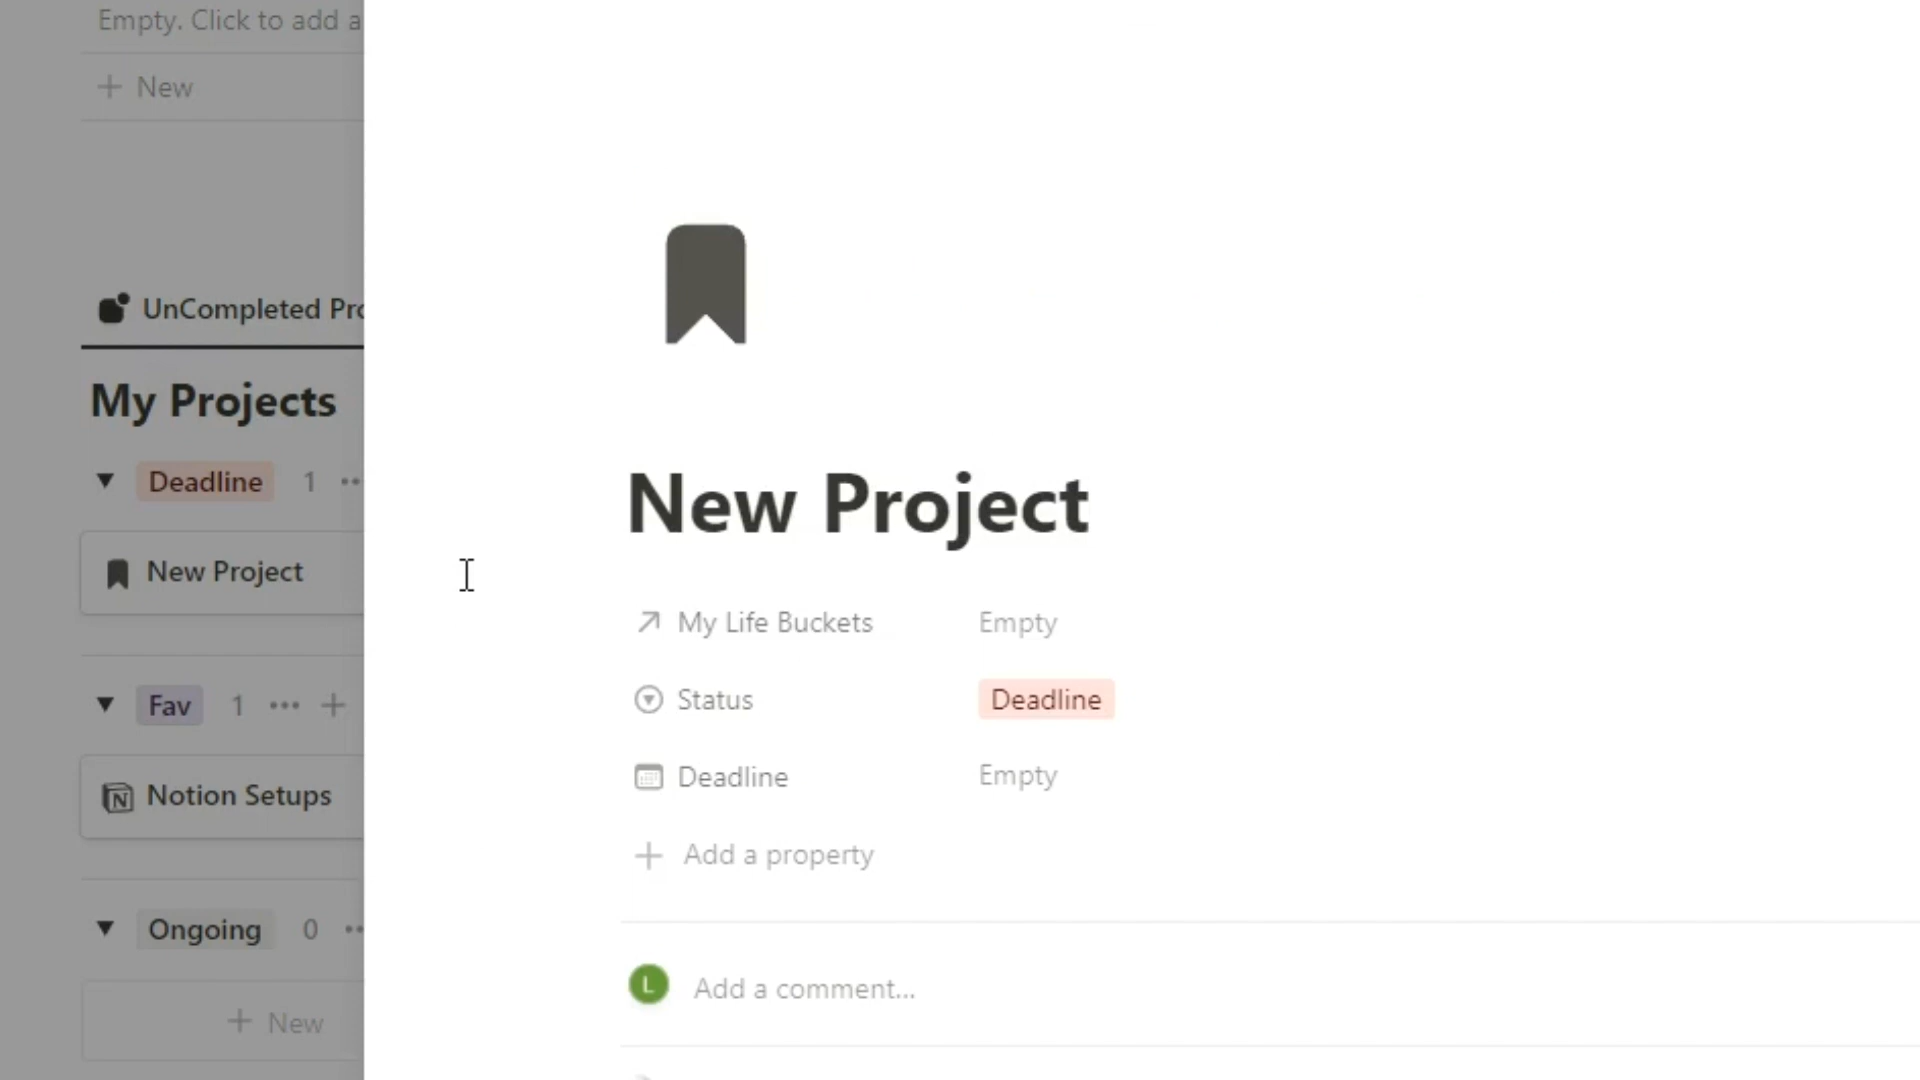 Empty. Click to add a
+ New
UnCompleted Pro
My Projects
Deadline 1
New Project
Fav 1
Notion Setups
Ongoing 0
+ New
New Project
My Life Buckets Empty
Status Deadline
Deadline Empty
+ Add a property
L Add a comment...